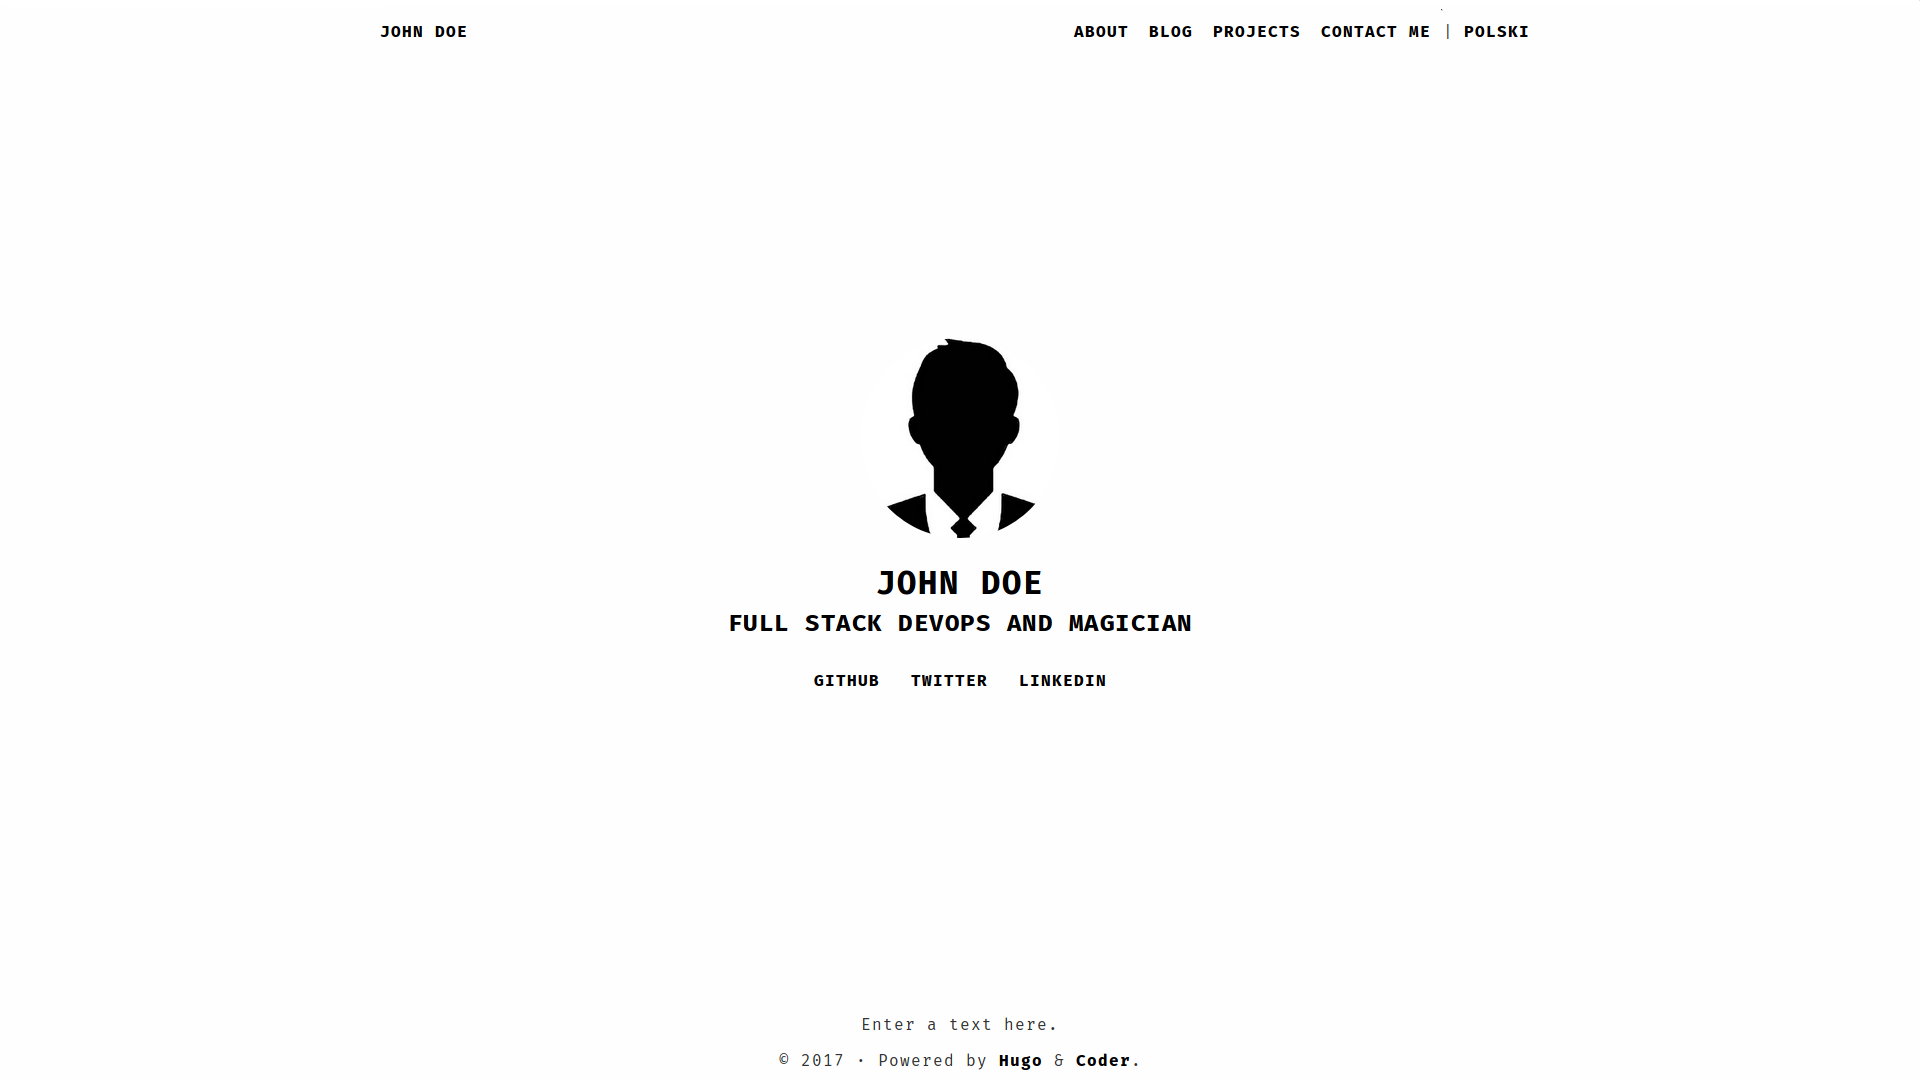 JOHN DOE
ABOUT BLOG PROJECTS CONTACT ME | POLSKI
JOHN DOE
FULL STACK DEVOPS AND MAGICIAN
GITHUB TWITTER LINKEDIN
Enter a text here.
© 2017 · Powered by Hugo & Coder.